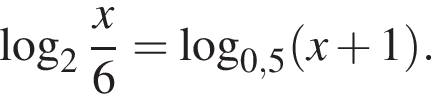 log₂ x/6 = log₀,₅(x + 1).